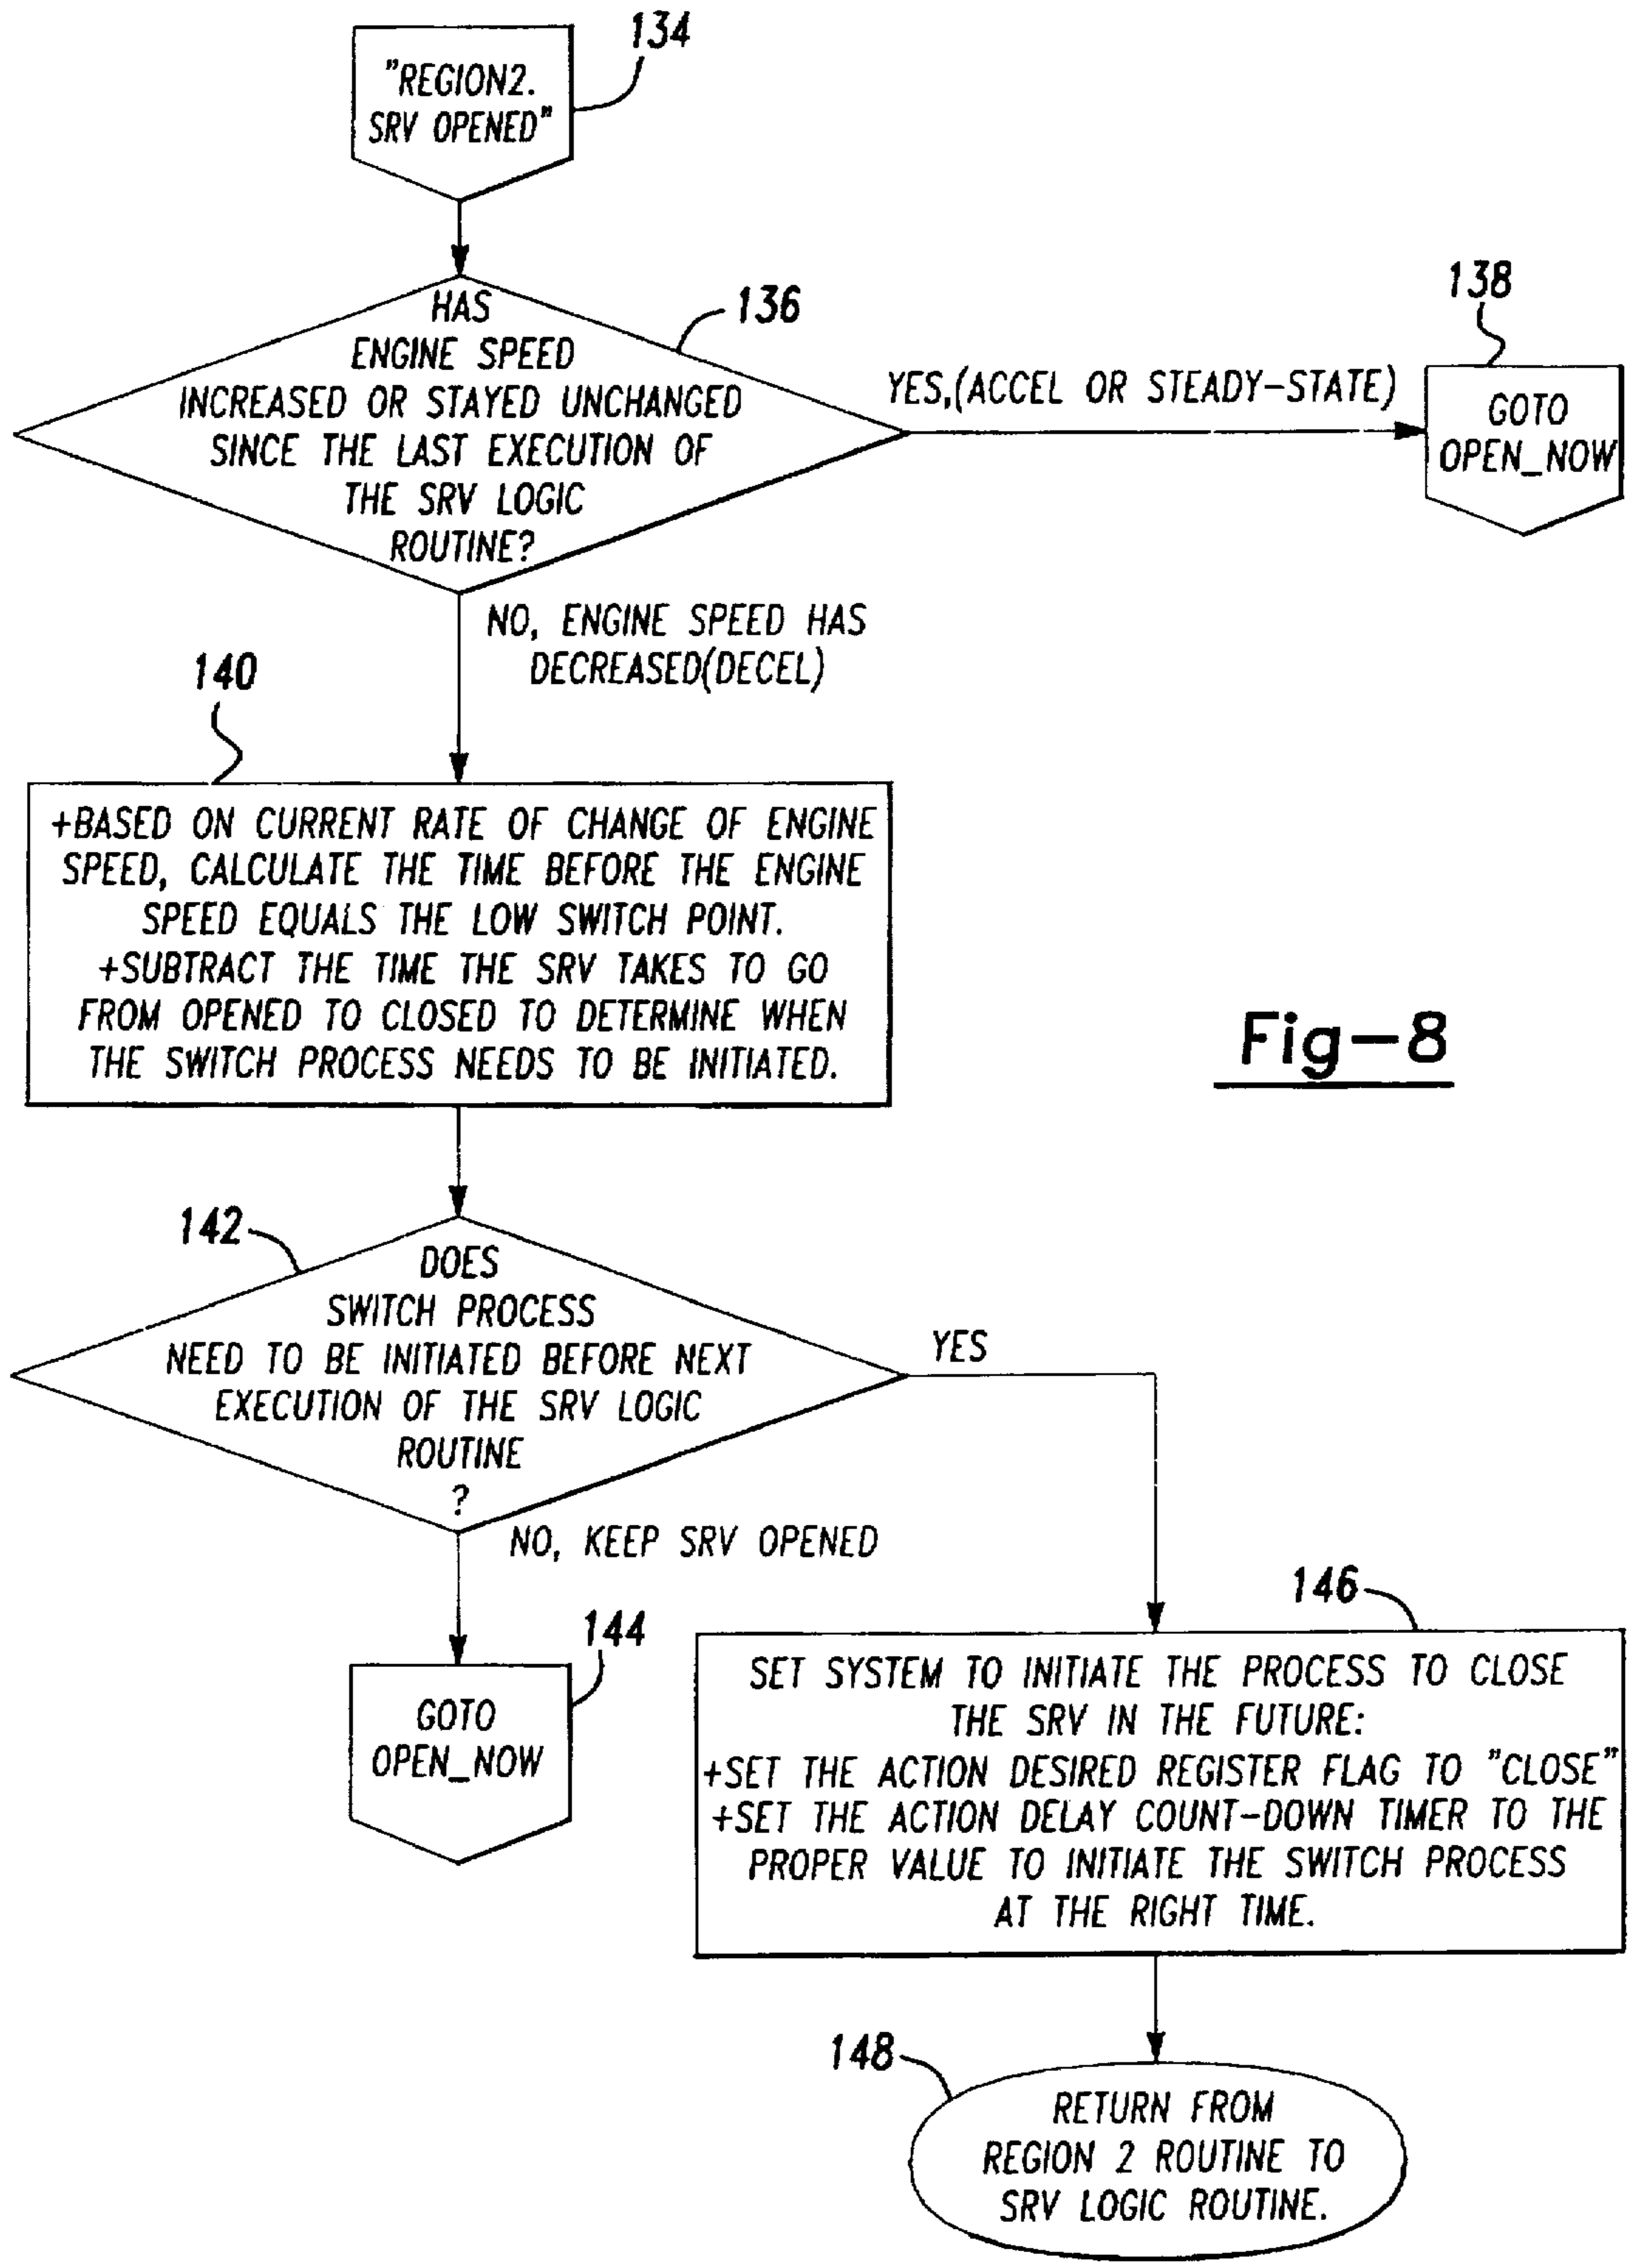 134
"REGION2.
SRV OPENED"
136
HAS
ENGINE SPEED
INCREASED OR STAYED UNCHANGED
SINCE THE LAST EXECUTION OF
THE SRV LOGIC
ROUTINE?
YES,(ACCEL OR STEADY-STATE)
138
GOTO
OPEN_NOW
NO, ENGINE SPEED HAS
DECREASED(DECEL)
140
+BASED ON CURRENT RATE OF CHANGE OF ENGINE
SPEED, CALCULATE THE TIME BEFORE THE ENGINE
SPEED EQUALS THE LOW SWITCH POINT.
+SUBTRACT THE TIME THE SRV TAKES TO GO
FROM OPENED TO CLOSED TO DETERMINE WHEN
THE SWITCH PROCESS NEEDS TO BE INITIATED.
Fig-8
142
DOES
SWITCH PROCESS
NEED TO BE INITIATED BEFORE NEXT
EXECUTION OF THE SRV LOGIC
ROUTINE
?
YES
NO, KEEP SRV OPENED
144
GOTO
OPEN_NOW
146
SET SYSTEM TO INITIATE THE PROCESS TO CLOSE
THE SRV IN THE FUTURE:
+SET THE ACTION DESIRED REGISTER FLAG TO "CLOSE"
+SET THE ACTION DELAY COUNT-DOWN TIMER TO THE
PROPER VALUE TO INITIATE THE SWITCH PROCESS
AT THE RIGHT TIME.
148
RETURN FROM
REGION 2 ROUTINE TO
SRV LOGIC ROUTINE.